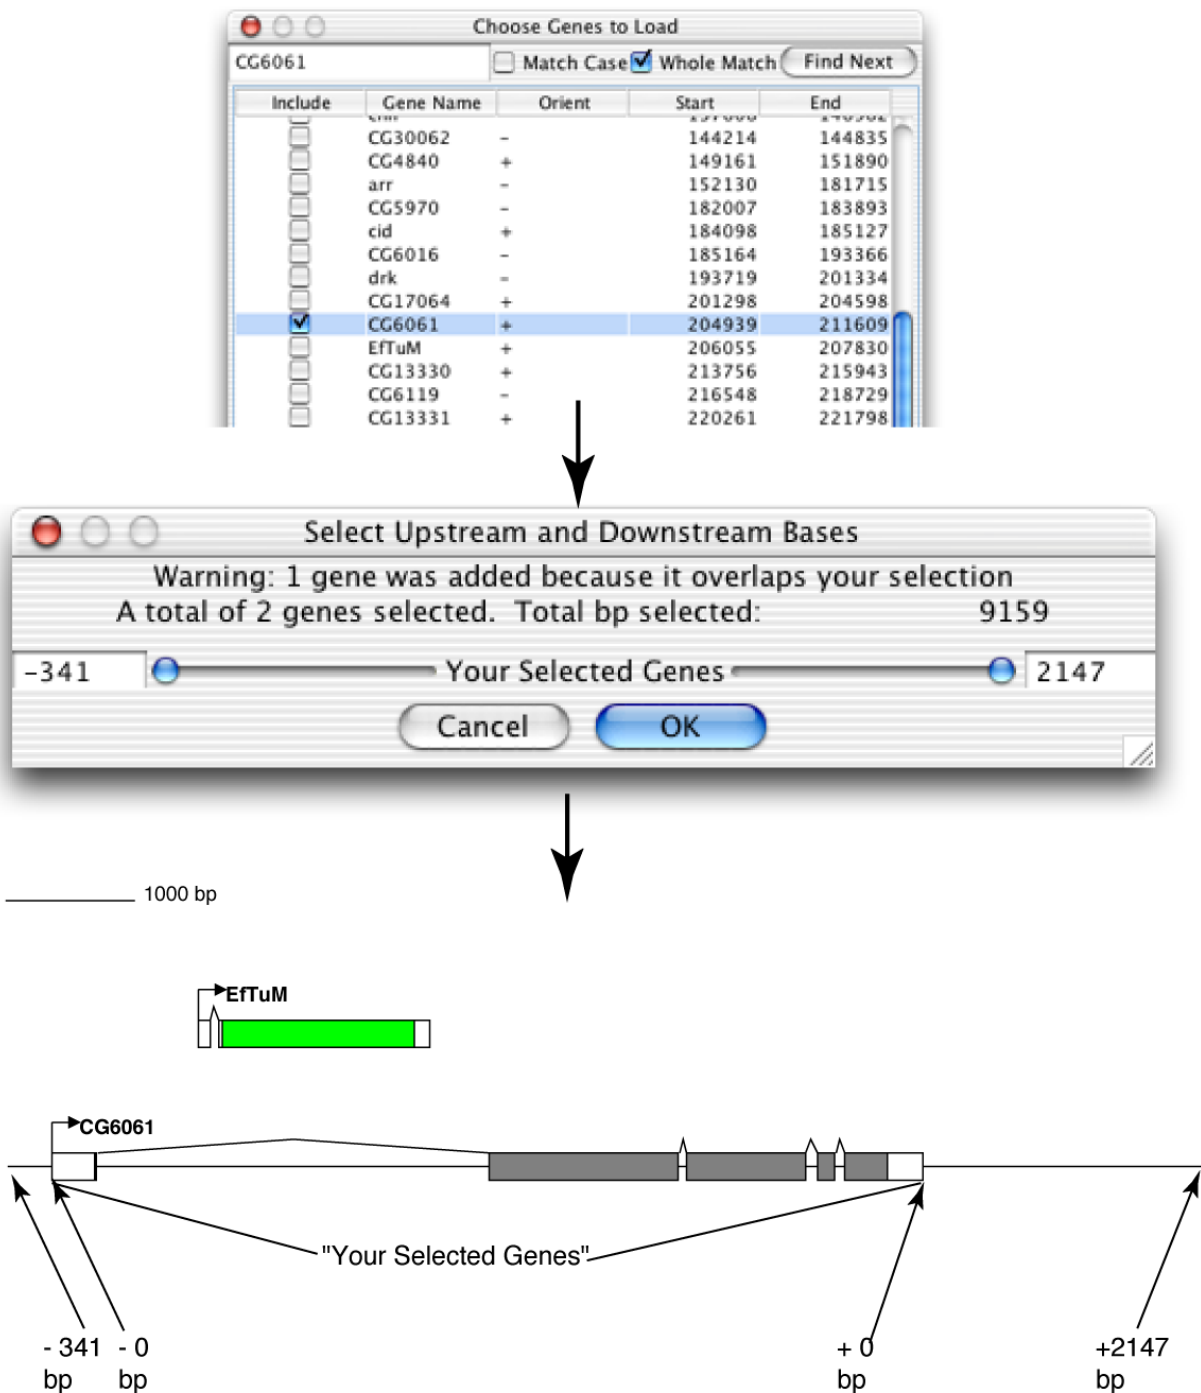 Choose Genes to Load
CG6061 Match Case Whole Match Find Next
Include Gene Name Orient Start End
CG30062 - 144214 144835
CG4840 + 149161 151890
arr - 152130 181715
CG5970 - 182007 183893
cid + 184098 185127
CG6016 - 185164 193366
drk - 193719 201334
CG17064 + 201298 204598
CG6061 + 204939 211609
EfTuM + 206055 207830
CG13330 + 213756 215943
CG6119 - 216548 218729
CG13331 + 220261 221798
Select Upstream and Downstream Bases
Warning: 1 gene was added because it overlaps your selection
A total of 2 genes selected. Total bp selected: 9159
-341 Your Selected Genes 2147
Cancel OK
1000 bp
EfTuM
CG6061
"Your Selected Genes"
- 341 - 0 + 0 +2147
bp bp bp bp